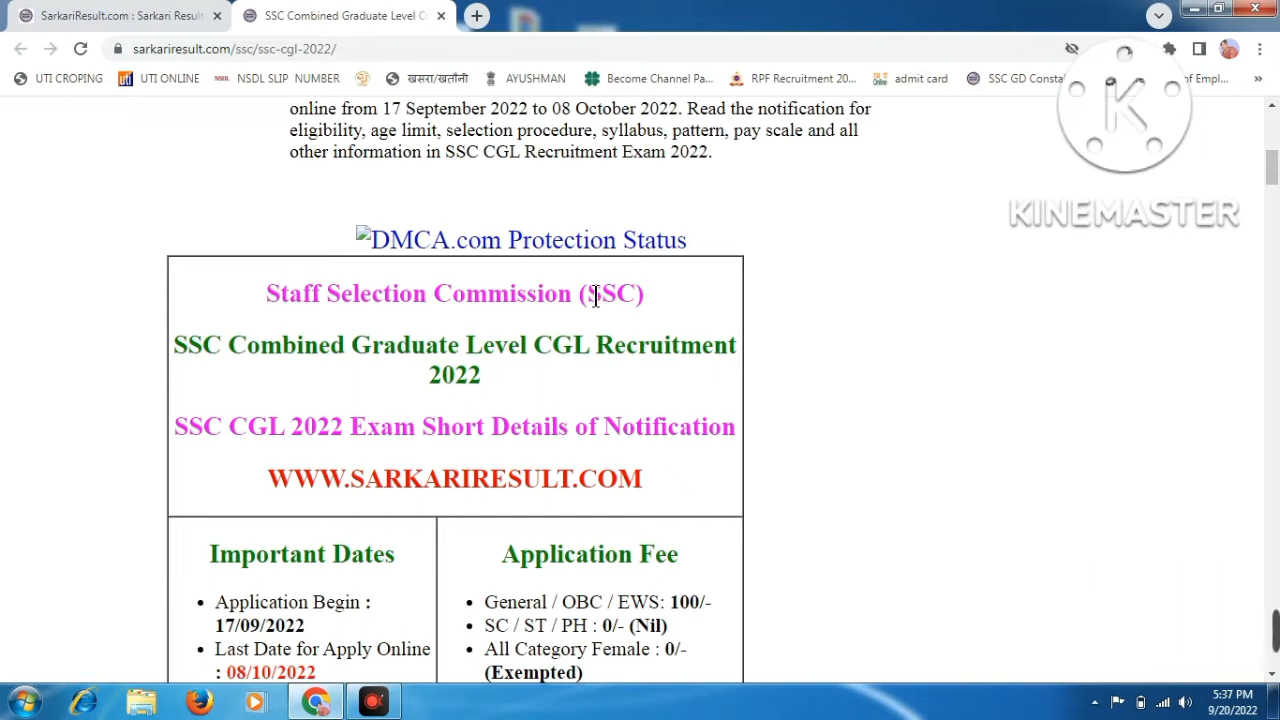 SarkariResult.com : Sarkari Result
SSC Combined Graduate Level C
sarkariresult.com/ssc/ssc-cgl-2022/
UTI CROPING
UTI ONLINE
NSDL SLIP NUMBER
खसरा/खतौनी
AYUSHMAN
Become Channel Pa...
RPF Recruitment 20...
admit card
SSC GD Consta
of Empl...
K
KINEMASTER
online from 17 September 2022 to 08 October 2022. Read the notification for
eligibility, age limit, selection procedure, syllabus, pattern, pay scale and all
other information in SSC CGL Recruitment Exam 2022.
DMCA.com Protection Status
Staff Selection Commission (SSC)
SSC Combined Graduate Level CGL Recruitment
2022
SSC CGL 2022 Exam Short Details of Notification
WWW.SARKARIRESULT.COM
Important Dates
Application Begin :
17/09/2022
Last Date for Apply Online
: 08/10/2022
Application Fee
General / OBC / EWS: 100/-
SC / ST / PH : 0/- (Nil)
All Category Female : 0/-
(Exempted)
5:37 PM
9/20/2022